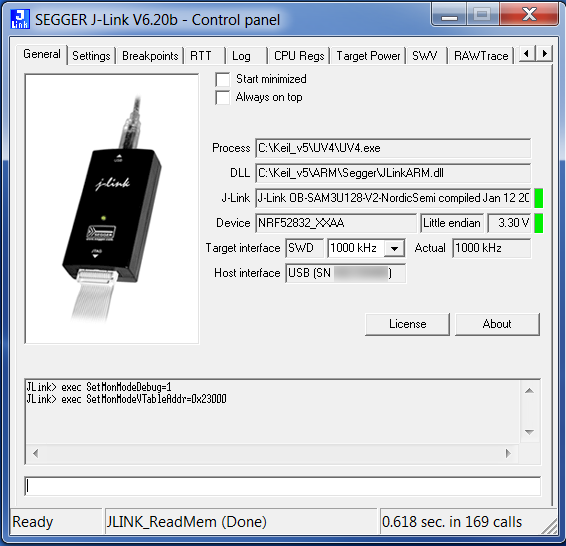 SEGGER J-Link V6.20b - Control panel
General Settings Breakpoints RTT Log CPU Regs Target Power SWV RAWTrace
Start minimized
Always on top
Process C:\Keil_v5\UV4\UV4.exe
DLL C:\Keil_v5\ARM\Segger\JLinkARM.dll
J-Link J-Link OB-SAM3U128-V2-NordicSemi compiled Jan 12 20
Device NRF52832_XXAA Little endian 3.30 V
Target interface SWD 1000 kHz Actual 1000 kHz
Host interface USB (SN )
j-link
SEGGER
License About
JLink> exec SetMonModeDebug=1
JLink> exec SetMonModeVTableAddr=0x23000
Ready JLINK_ReadMem (Done) 0.618 sec. in 169 calls